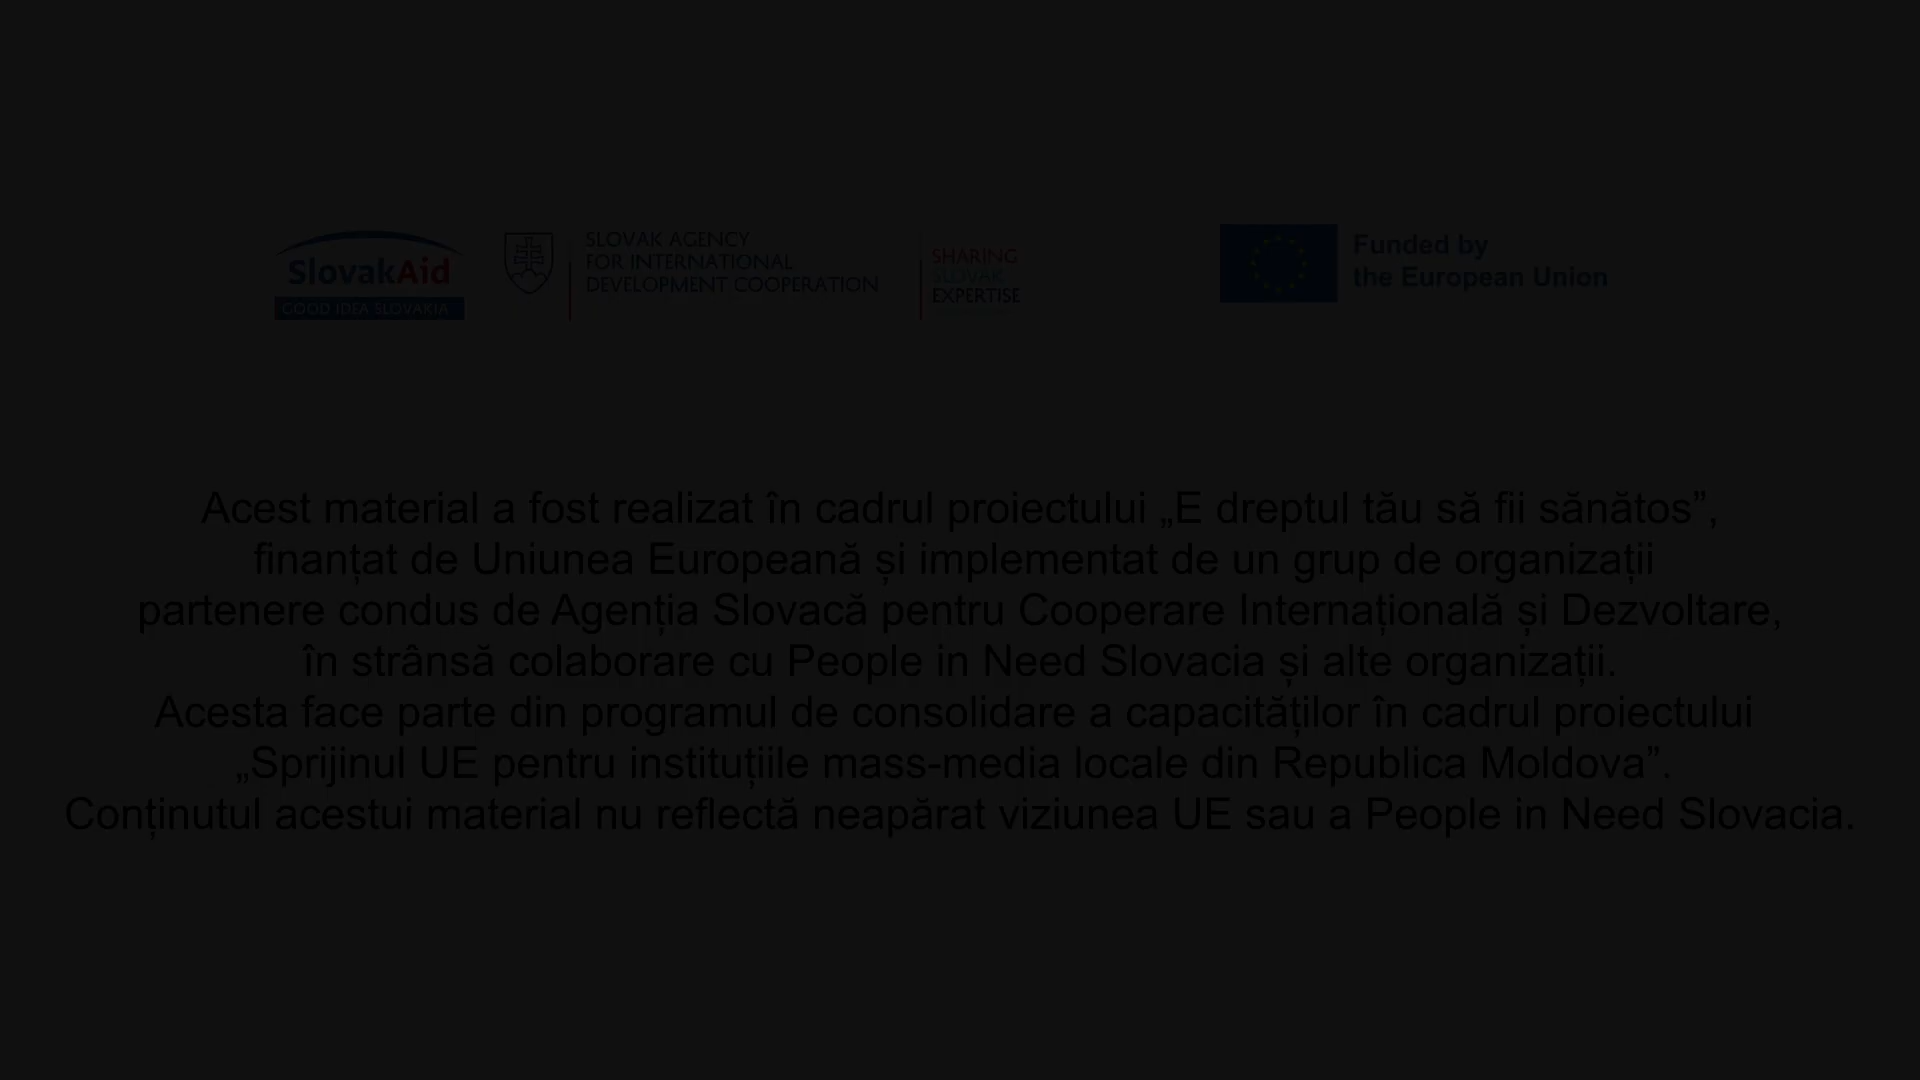 SlovakAid
GOOD IDEA SLOVAKIA
SLOVAK AGENCY
FOR INTERNATIONAL
DEVELOPMENT COOPERATION
SHARING
SLOVAK
EXPERTISE
Funded by
the European Union
Acest material a fost realizat în cadrul proiectului „E dreptul tău să fii sănătos”,
finanțat de Uniunea Europeană și implementat de un grup de organizații
partenere condus de Agenția Slovacă pentru Cooperare Internațională și Dezvoltare,
în strânsă colaborare cu People in Need Slovacia și alte organizații.
Acesta face parte din programul de consolidare a capacităților în cadrul proiectului
„Sprijinul UE pentru instituțiile mass-media locale din Republica Moldova”.
Conținutul acestui material nu reflectă neapărat viziunea UE sau a People in Need Slovacia.